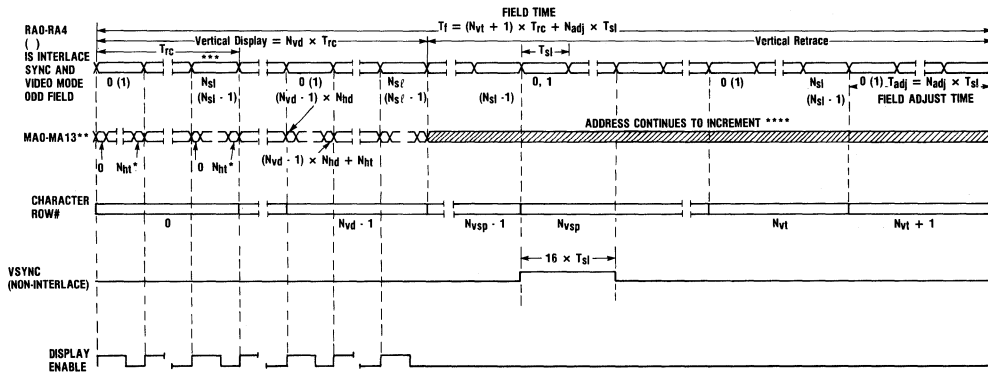 FIELD TIME
Tf = (Nvt + 1) × Trc + Nadj × Tsl
RA0-RA4
( )
IS INTERLACE
SYNC AND
VIDEO MODE
ODD FIELD
Vertical Display = Nvd × Trc
Vertical Retrace
Trc
***
Tsl
0 (1)
Nsl
(Nsl - 1)
0 (1)
(Nvd - 1) × Nhd
Nsℓ
(Nsℓ - 1)
(Nsl -1)
0, 1
0 (1)
Nsl
(Nsl - 1)
0 (1)
Tadj = Nadj × Tsl
FIELD ADJUST TIME
MA0-MA13**
ADDRESS CONTINUES TO INCREMENT ****
0 Nht*
0 Nht*
(Nvd - 1) × Nhd + Nht
CHARACTER
ROW#
0
Nvd - 1
Nvsp - 1
Nvsp
Nvt
Nvt + 1
VSYNC
(NON-INTERLACE)
16 × Tsl
DISPLAY
ENABLE